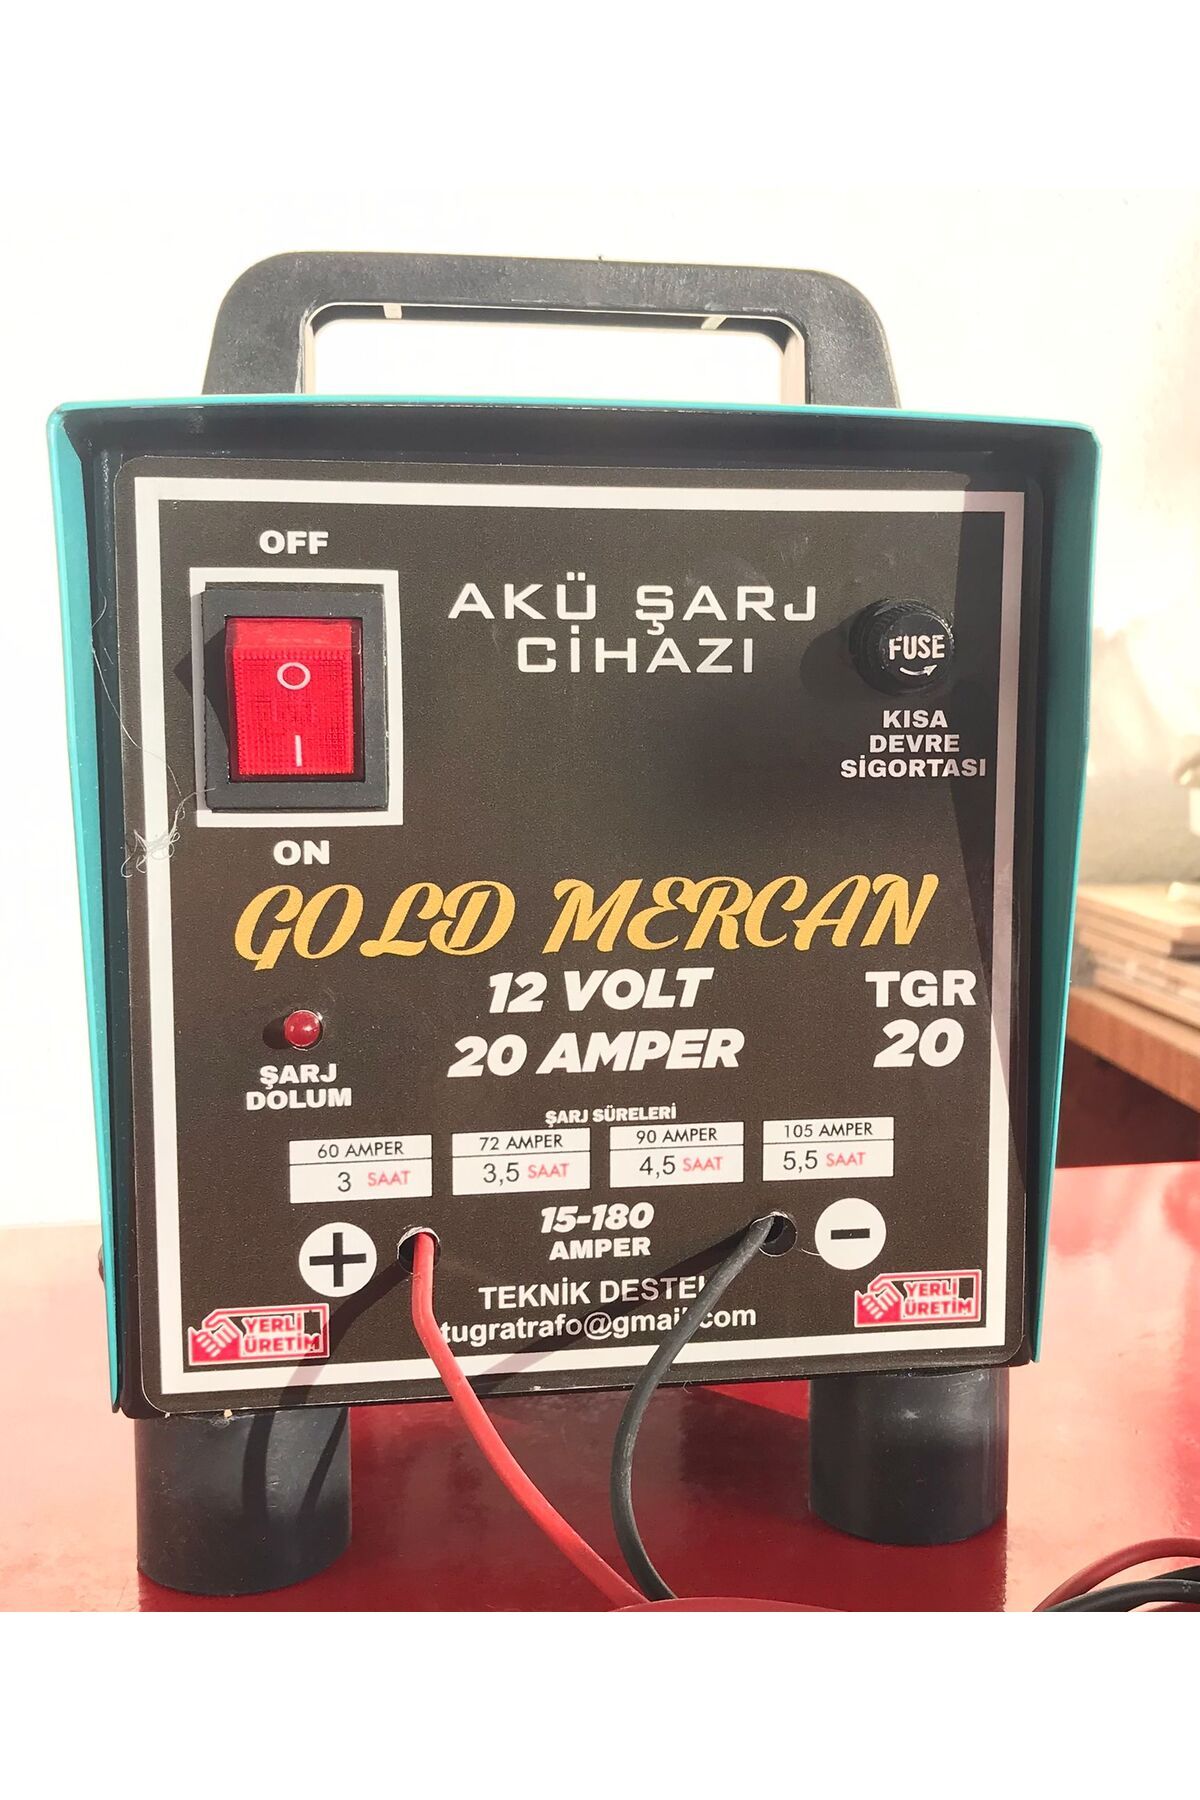 OFF
AKÜ ŞARJ
CİHAZI
FUSE
KISA
DEVRE
SİGORTASI
ON
GOLD MERCAN
12 VOLT
20 AMPER
TGR
20
ŞARJ
DOLUM
ŞARJ SÜRELERİ
60 AMPER
3 SAAT
72 AMPER
3,5 SAAT
90 AMPER
4,5 SAAT
105 AMPER
5,5 SAAT
15-180
AMPER
TEKNİK
tugratrafo@gmail.com
YERLİ
ÜRETİM
YERLİ
ÜRETİM